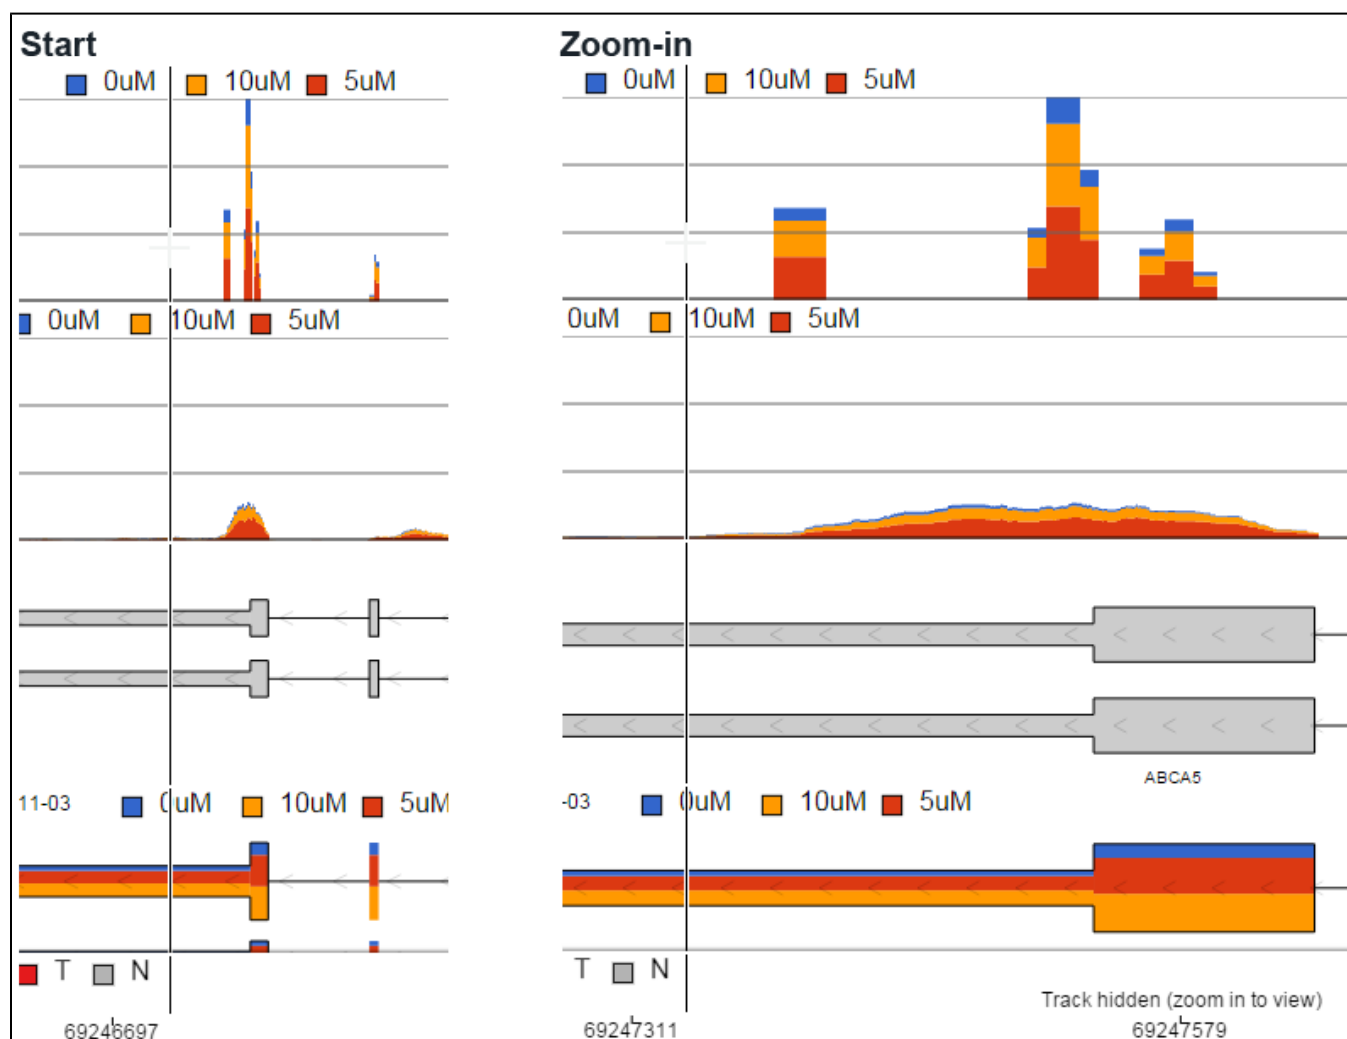 Start Zoom-in
0uM 10uM 5uM 0uM 10uM 5uM
0uM 10uM 5uM 0uM 10uM 5uM
ABCA5
11-03 0uM 10uM 5uM -03 0uM 10uM 5uM
T N T N
Track hidden (zoom in to view)
69246697 69247311 69247579